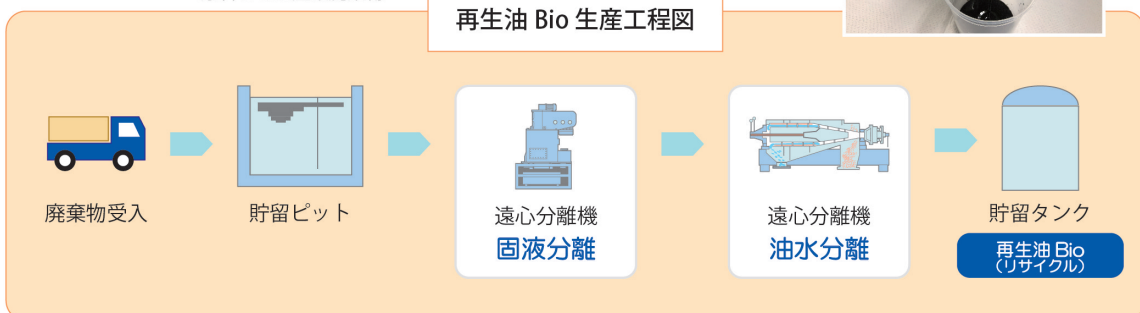 再生油 Bio 生産工程図
廃棄物受入
貯留ピット
遠心分離機
固液分離
遠心分離機
油水分離
貯留タンク
再生油 Bio
(リサイクル)